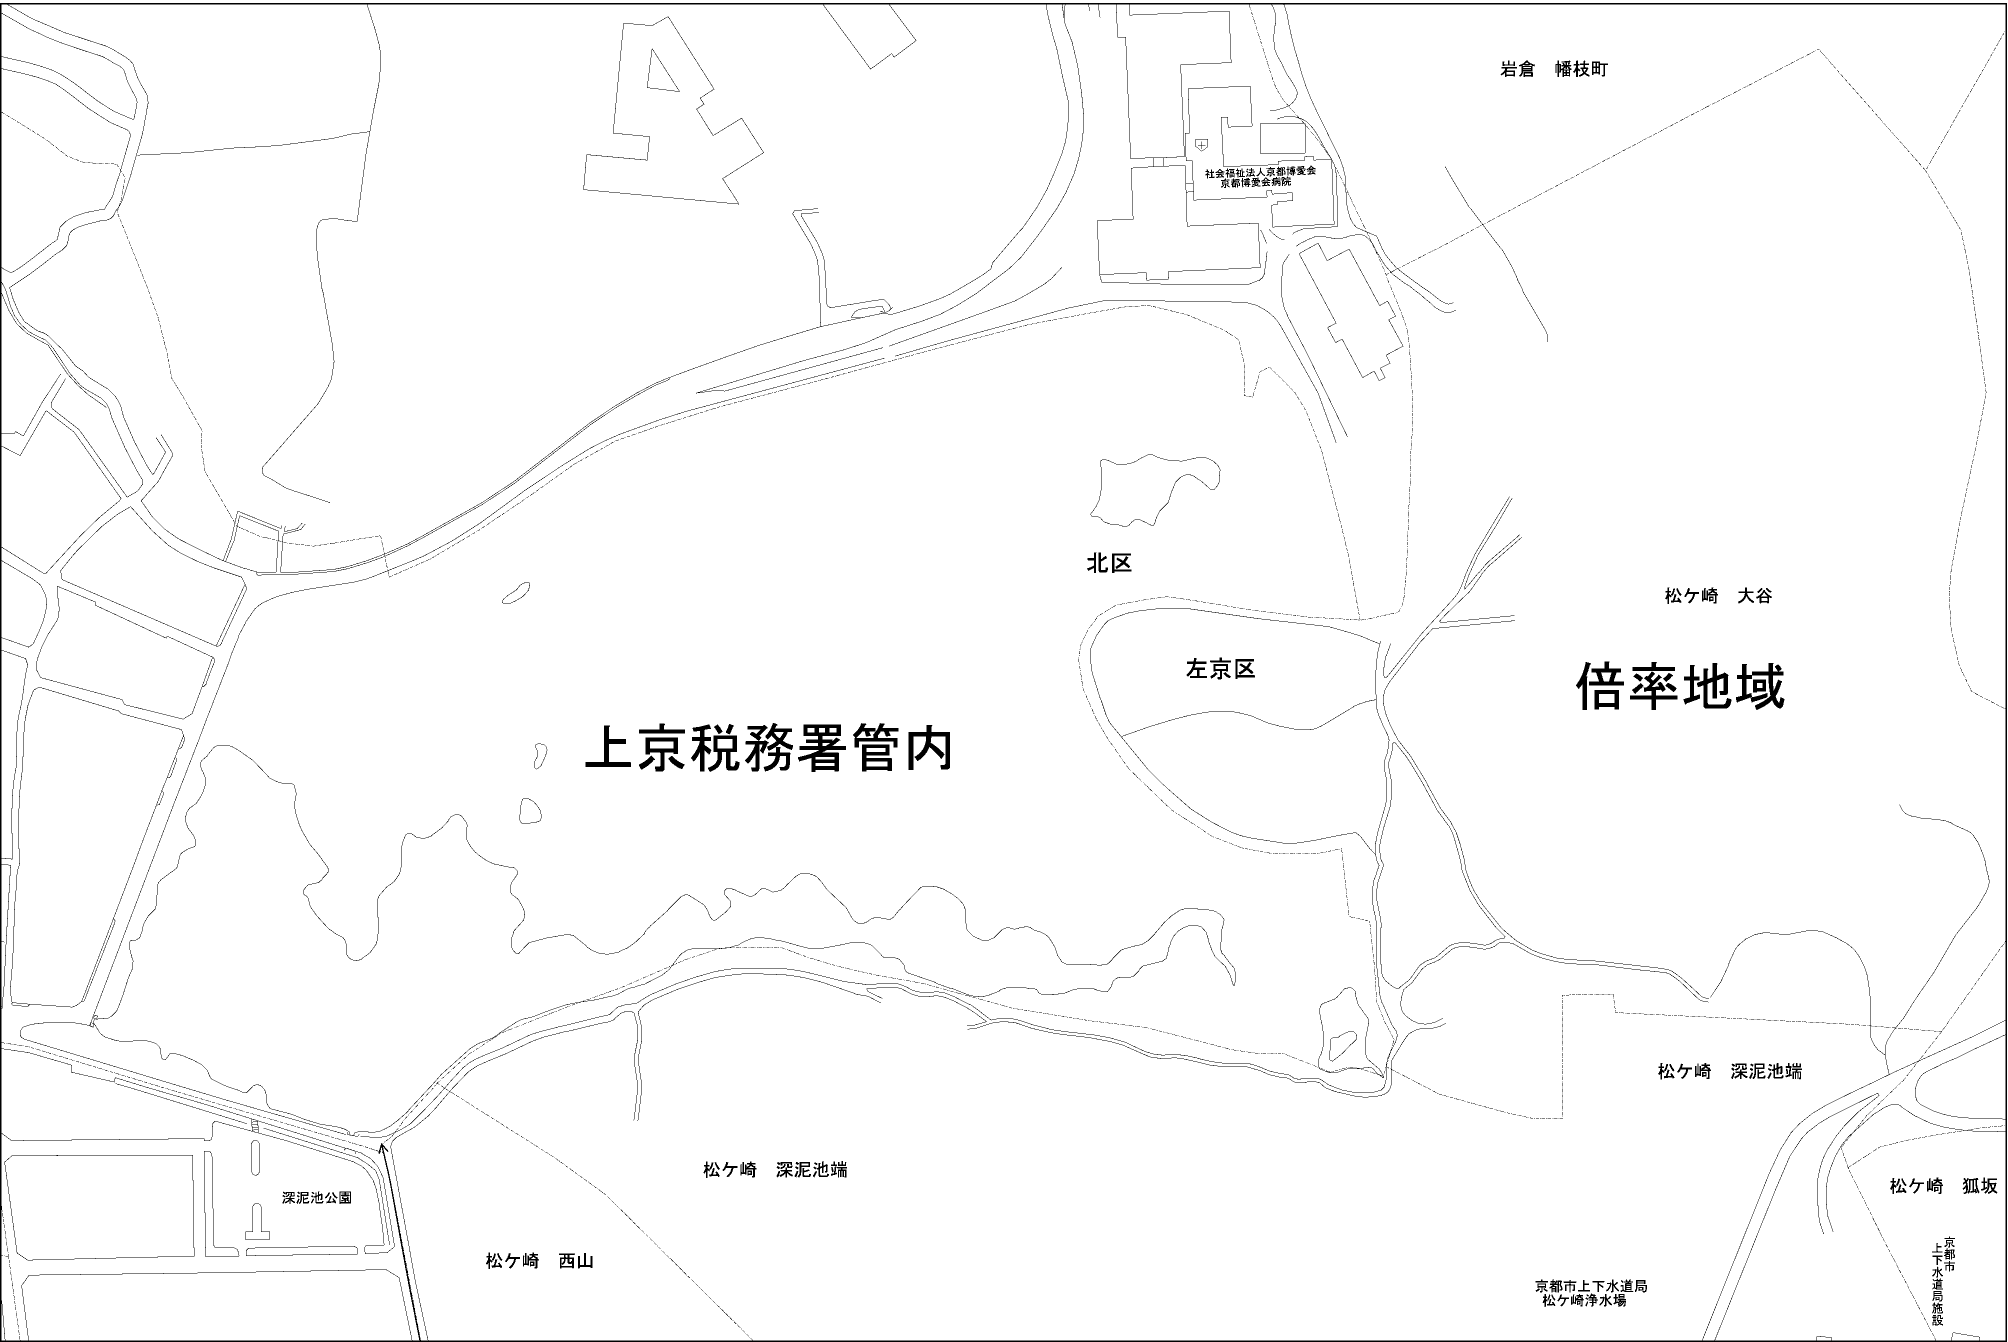 岩倉　幡枝町
社会福祉法人京都博愛会
京都博愛会病院
北区
松ケ崎　大谷
左京区
倍率地域
上京税務署管内
松ケ崎　深泥池端
松ケ崎　深泥池端
松ケ崎　狐坂
深泥池公園
松ケ崎　西山
京都市
上下水道局施設
京都市上下水道局
松ケ崎浄水場